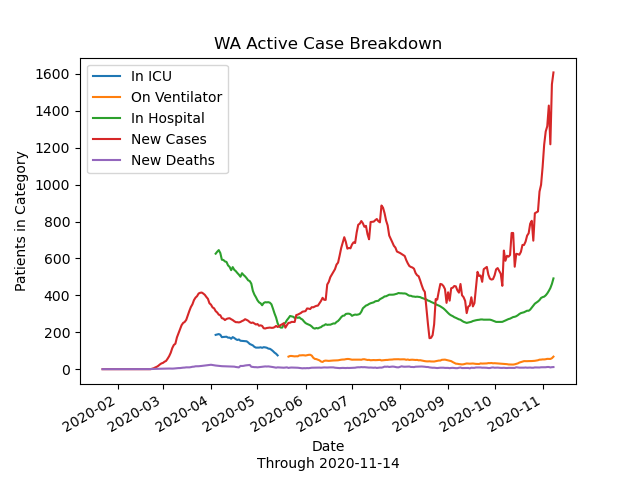 WA Active Case Breakdown
In ICU
On Ventilator
In Hospital
New Cases
New Deaths
Patients in Category
1600
1400
1200
1000
800
600
400
200
0
2020-02
2020-03
2020-04
2020-05
2020-06
2020-07
2020-08
2020-09
2020-10
2020-11
Date
Through 2020-11-14